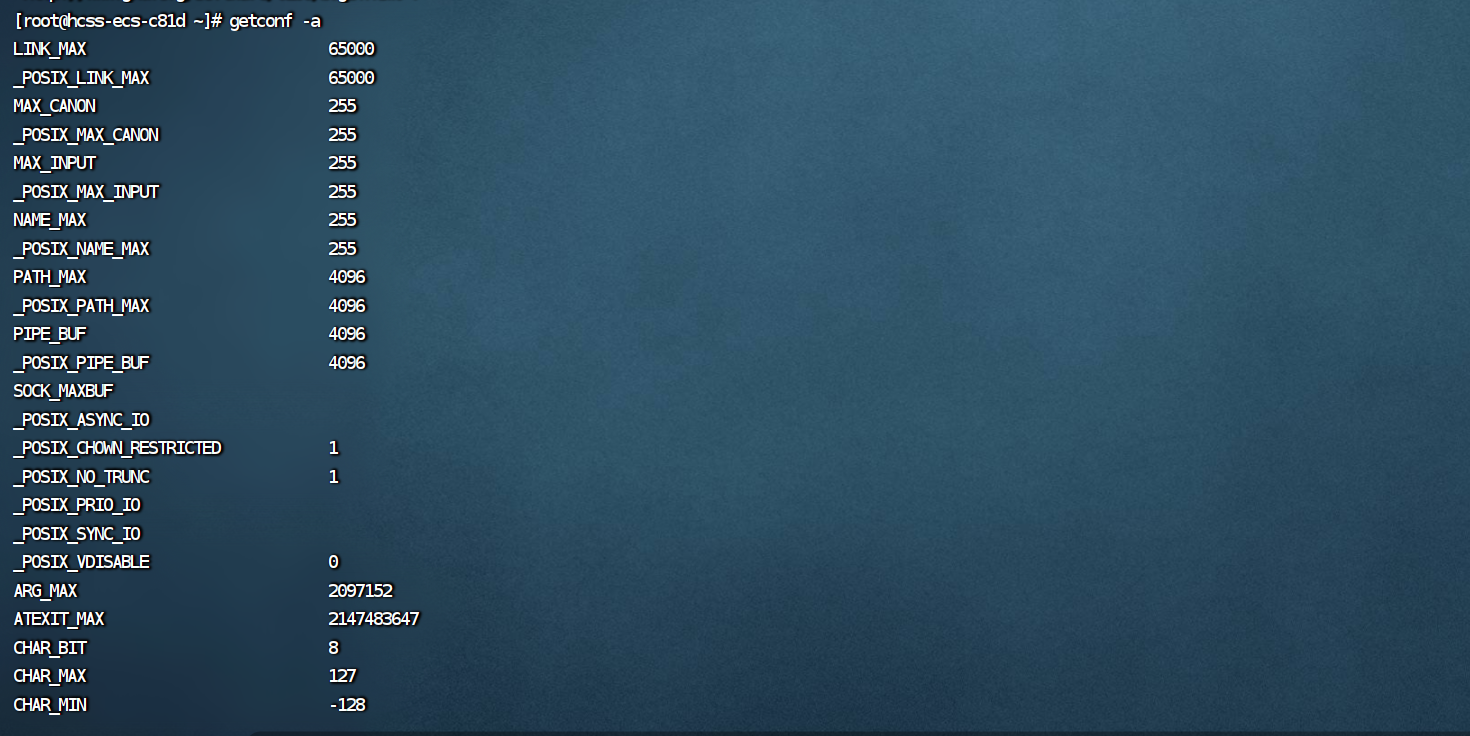 [root@hcss-ecs-c81d ~]# getconf -a
LINK_MAX 65000
_POSIX_LINK_MAX 65000
MAX_CANON 255
_POSIX_MAX_CANON 255
MAX_INPUT 255
_POSIX_MAX_INPUT 255
NAME_MAX 255
_POSIX_NAME_MAX 255
PATH_MAX 4096
_POSIX_PATH_MAX 4096
PIPE_BUF 4096
_POSIX_PIPE_BUF 4096
SOCK_MAXBUF
_POSIX_ASYNC_IO
_POSIX_CHOWN_RESTRICTED 1
_POSIX_NO_TRUNC 1
_POSIX_PRIO_IO
_POSIX_SYNC_IO
_POSIX_VDISABLE 0
ARG_MAX 2097152
ATEXIT_MAX 2147483647
CHAR_BIT 8
CHAR_MAX 127
CHAR_MIN -128